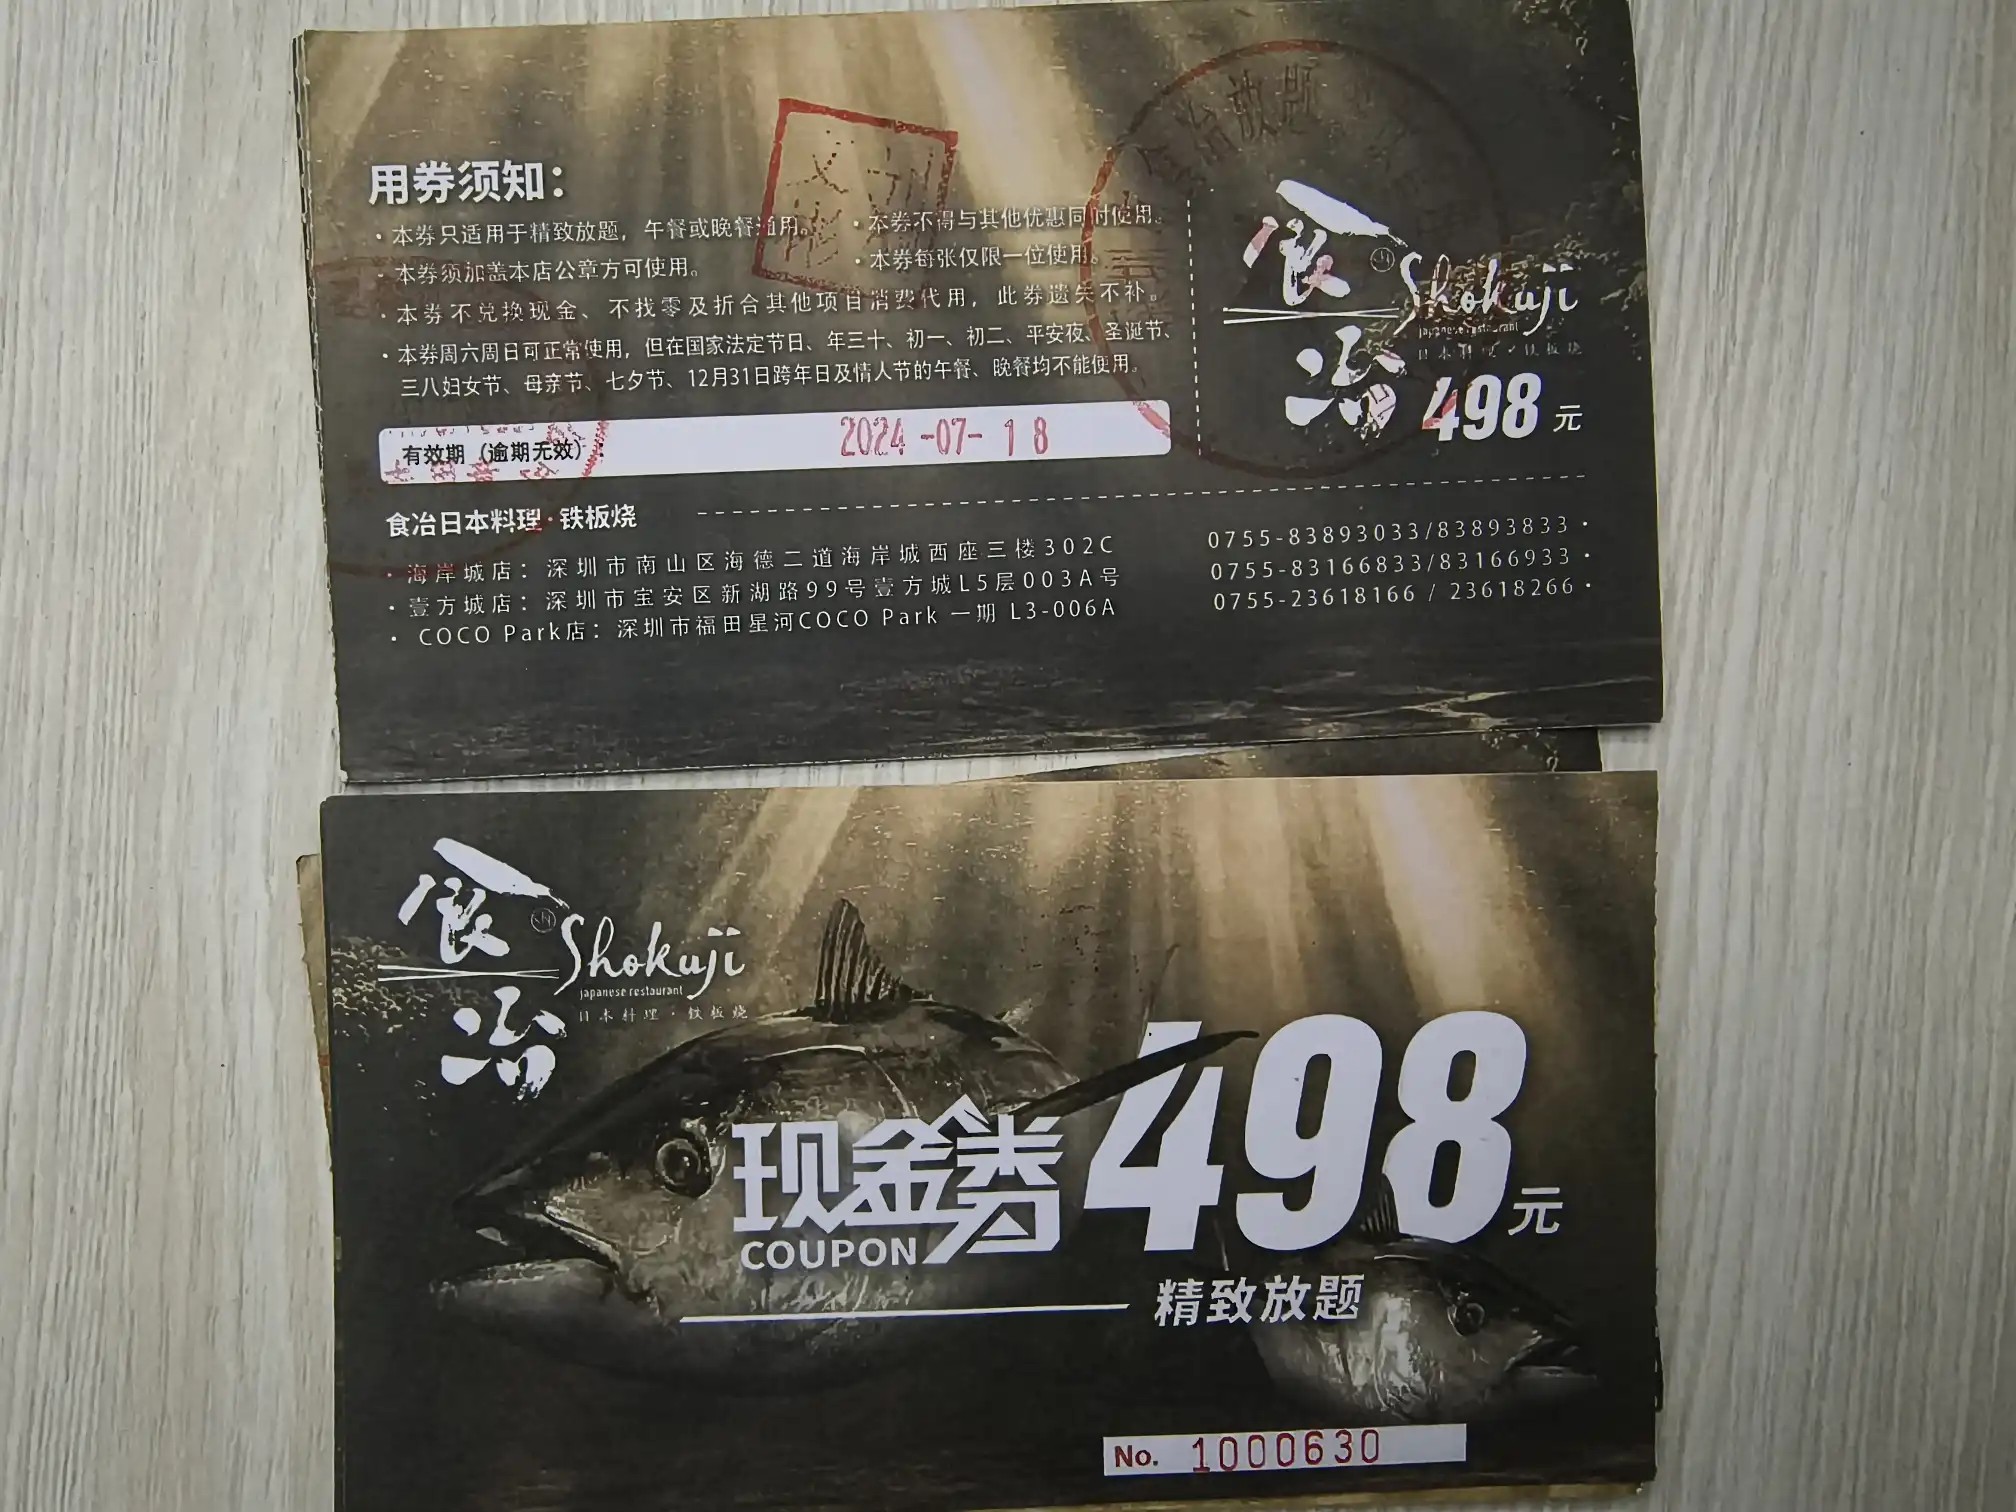 用券须知：
· 本券只适用于精致放题，午餐或晚餐通用。
· 本券不得与其他优惠同时使用。
· 本券须加盖本店公章方可使用。
· 本券每张仅限一位使用。
· 本券不兑换现金、不找零及折合其他项目消费代用，此券遗失不补。
· 本券周六周日可正常使用，但在国家法定节日、年三十、初一、初二、平安夜、圣诞节、
三八妇女节、母亲节、七夕节、12月31日跨年日及情人节的午餐、晚餐均不能使用。
有效期（逾期无效）：
2024-07-18
食冶
Shokuji
japanese restaurant
日本料理·铁板烧
498元
食冶日本料理·铁板烧
· 海岸城店：深圳市南山区海德二道海岸城西座三楼302C
0755-83893033/83893833 ·
· 壹方城店：深圳市宝安区新湖路99号壹方城L5层003A号
0755-83166833/83166933 ·
· COCO Park店：深圳市福田星河COCO Park 一期 L3-006A
0755-23618166 / 23618266 ·
食冶
Shokuji
japanese restaurant
日本料理·铁板烧
现金券
COUPON
498元
精致放题
No. 1000630